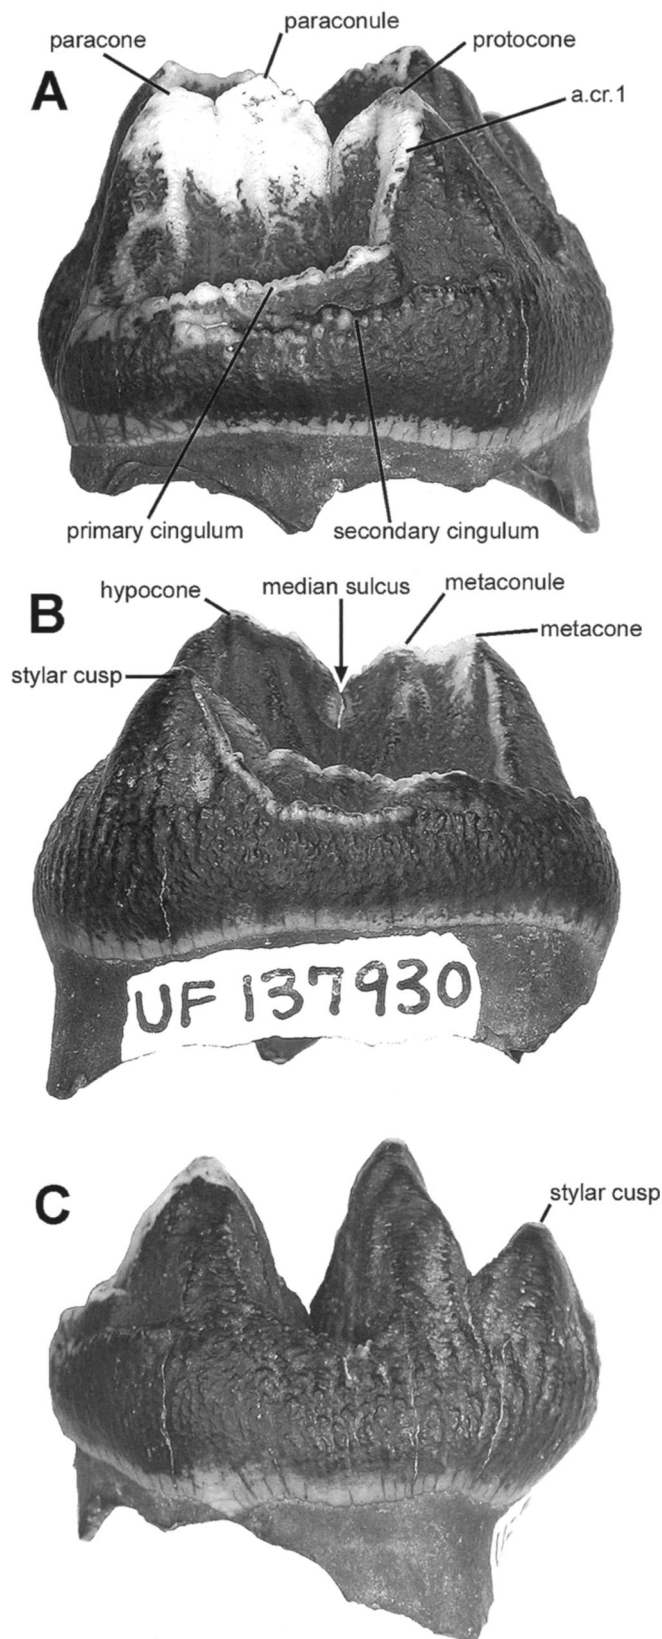 A
paracone
paraconule
protocone
a.cr.1
primary cingulum
secondary cingulum
B
hypocone
median sulcus
metaconule
metacone
stylar cusp
UF 137930
C
stylar cusp